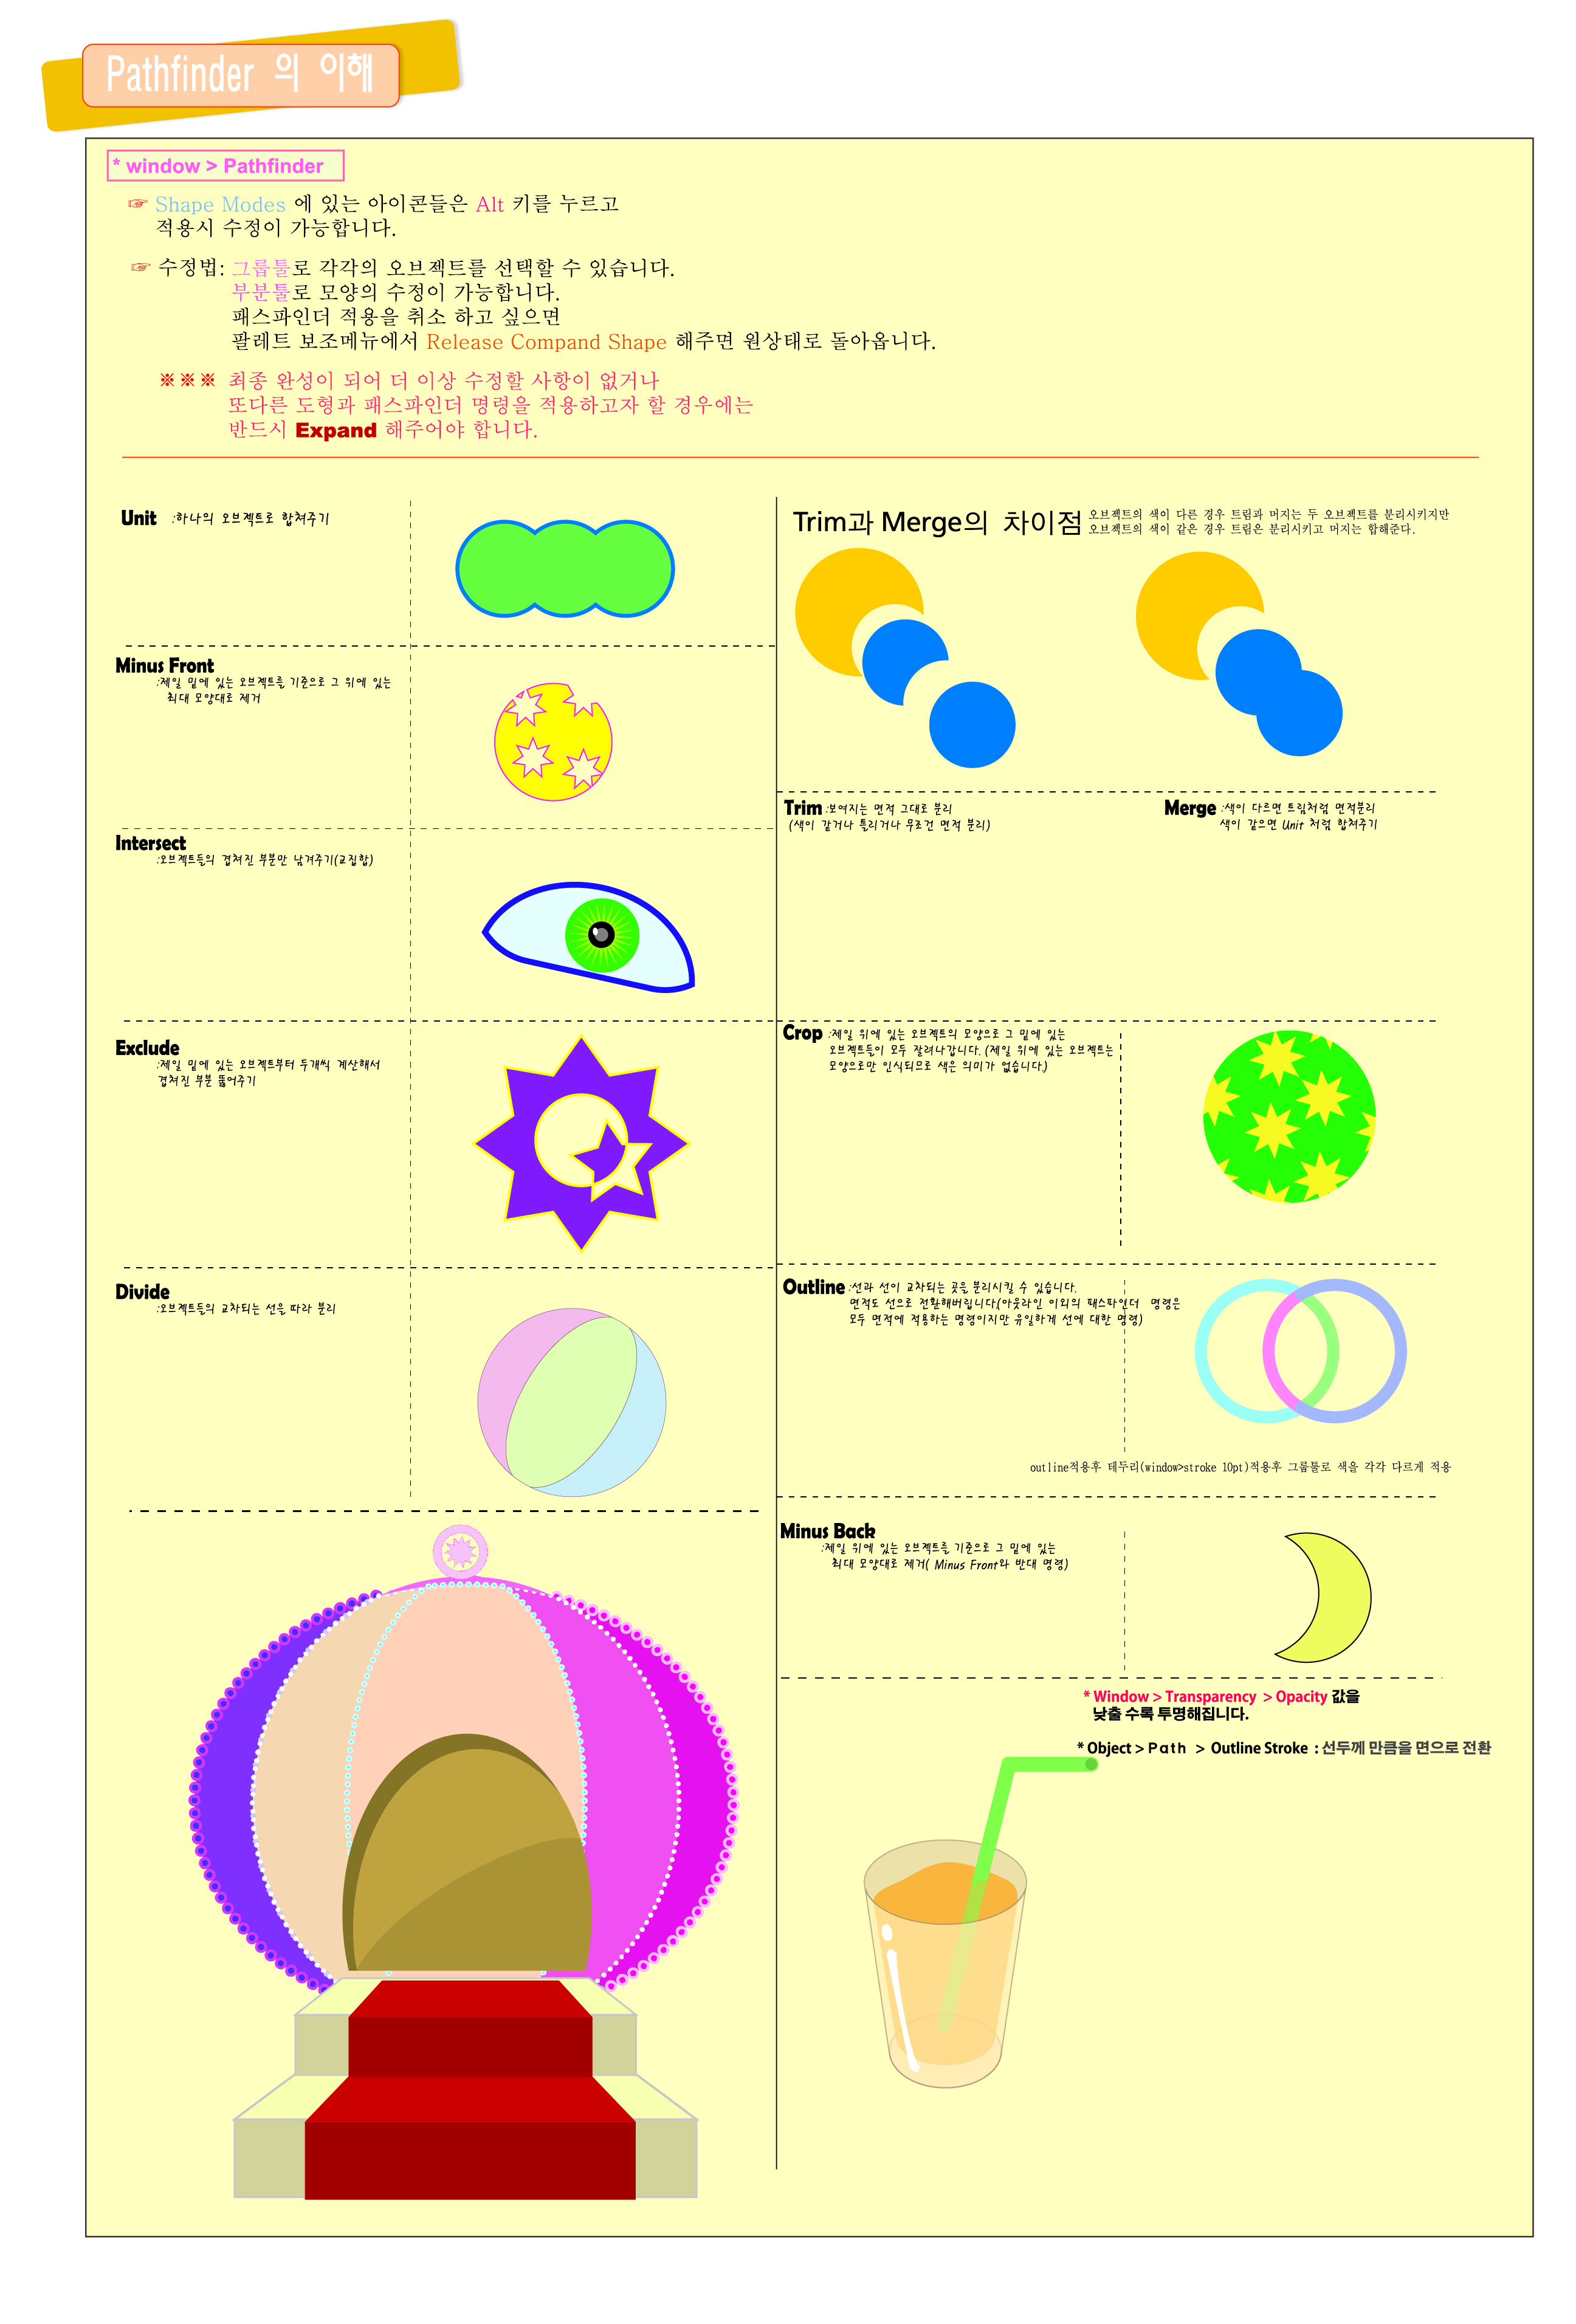 Pathfinder 의 이해
* window > Pathfinder
☞ Shape Modes 에 있는 아이콘들은 Alt 키를 누르고
적용시 수정이 가능합니다.
☞ 수정법: 그룹툴로 각각의 오브젝트를 선택할 수 있습니다.
부분툴로 모양의 수정이 가능합니다.
패스파인더 적용을 취소 하고 싶으면
팔레트 보조메뉴에서 Release Compand Shape 해주면 원상태로 돌아옵니다.
※※※ 최종 완성이 되어 더 이상 수정할 사항이 없거나
또다른 도형과 패스파인더 명령을 적용하고자 할 경우에는
반드시 Expand 해주어야 합니다.
Unit :하나의 오브젝트로 합쳐주기
Minus Front
:제일 밑에 있는 오브젝트를 기준으로 그 위에 있는
최대 모양대로 제거
Intersect
:오브젝트들의 겹쳐진 부분만 남겨주기(교집합)
Exclude
:제일 밑에 있는 오브젝트부터 두개씩 계산해서
겹쳐진 부분 뚫어주기
Divide
:오브젝트들의 교차되는 선을 따라 분리
Trim과 Merge의 차이점
오브젝트의 색이 다른 경우 트림과 머지는 두 오브젝트를 분리시키지만
오브젝트의 색이 같은 경우 트림은 분리시키고 머지는 합해준다.
Trim :보여지는 면적 그대로 분리
(색이 같거나 틀리거나 무조건 면적 분리)
Merge :색이 다르면 트림처럼 면적분리
색이 같으면 Unit 처럼 합쳐주기
Crop :제일 위에 있는 오브젝트의 모양으로 그 밑에 있는
오브젝트들이 모두 잘려나갑니다. (제일 위에 있는 오브젝트는
모양으로만 인식되므로 색은 의미가 없습니다.)
Outline :선과 선이 교차되는 곳을 분리시킬 수 있습니다.
면적도 선으로 전환해버립니다.(아웃라인 이외의 패스파인더 명령은
모두 면적에 적용하는 명령이지만 유일하게 선에 대한 명령)
outline적용후 테두리(window>stroke 10pt)적용후 그룹툴로 색을 각각 다르게 적용
Minus Back
:제일 위에 있는 오브젝트를 기준으로 그 밑에 있는
최대 모양대로 제거( Minus Front와 반대 명령)
* Window > Transparency > Opacity 값을
낮출 수록 투명해집니다.
* Object > Path > Outline Stroke : 선두께 만큼을 면으로 전환